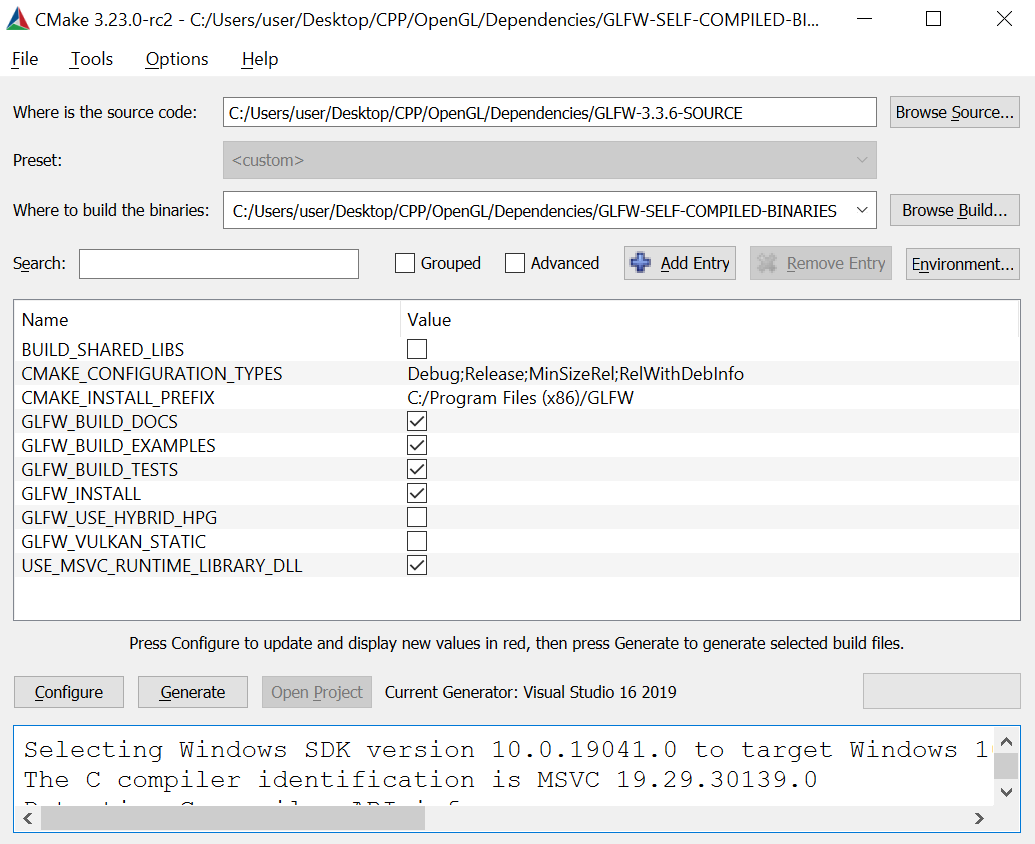 CMake 3.23.0-rc2 - C:/Users/user/Desktop/CPP/OpenGL/Dependencies/GLFW-SELF-COMPILED-BI...
File Tools Options Help
Where is the source code: C:/Users/user/Desktop/CPP/OpenGL/Dependencies/GLFW-3.3.6-SOURCE Browse Source...
Preset: <custom>
Where to build the binaries: C:/Users/user/Desktop/CPP/OpenGL/Dependencies/GLFW-SELF-COMPILED-BINARIES Browse Build...
Search: Grouped Advanced Add Entry Remove Entry Environment...
Name Value
BUILD_SHARED_LIBS
CMAKE_CONFIGURATION_TYPES Debug;Release;MinSizeRel;RelWithDebInfo
CMAKE_INSTALL_PREFIX C:/Program Files (x86)/GLFW
GLFW_BUILD_DOCS
GLFW_BUILD_EXAMPLES
GLFW_BUILD_TESTS
GLFW_INSTALL
GLFW_USE_HYBRID_HPG
GLFW_VULKAN_STATIC
USE_MSVC_RUNTIME_LIBRARY_DLL
Press Configure to update and display new values in red, then press Generate to generate selected build files.
Configure Generate Open Project Current Generator: Visual Studio 16 2019
Selecting Windows SDK version 10.0.19041.0 to target Windows
The C compiler identification is MSVC 19.29.30139.0